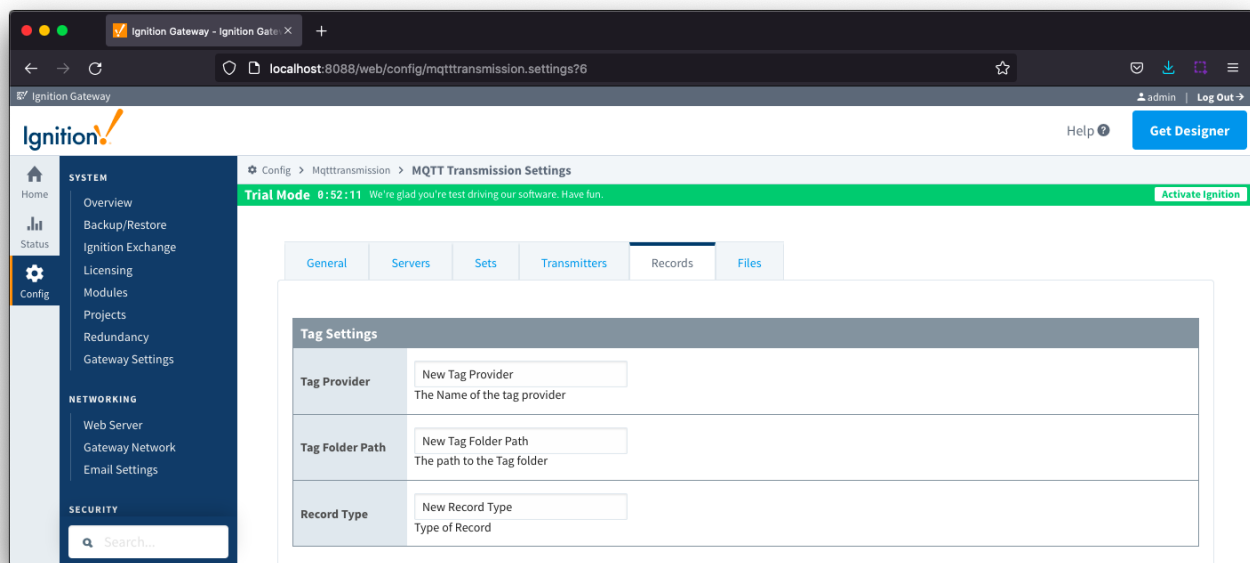 Ignition Gateway - Ignition Gate
localhost:8088/web/config/mqtttransmission.settings?6
Ignition Gateway
admin | Log Out
Ignition!
Help
Get Designer
Home
Status
Config
SYSTEM
Overview
Backup/Restore
Ignition Exchange
Licensing
Modules
Projects
Redundancy
Gateway Settings
NETWORKING
Web Server
Gateway Network
Email Settings
SECURITY
Search...
Config > Mqtttransmission > MQTT Transmission Settings
Trial Mode 0:52:11 We're glad you're test driving our software. Have fun.
Activate Ignition
General Servers Sets Transmitters Records Files
Tag Settings
Tag Provider
New Tag Provider
The Name of the tag provider
Tag Folder Path
New Tag Folder Path
The path to the Tag folder
Record Type
New Record Type
Type of Record